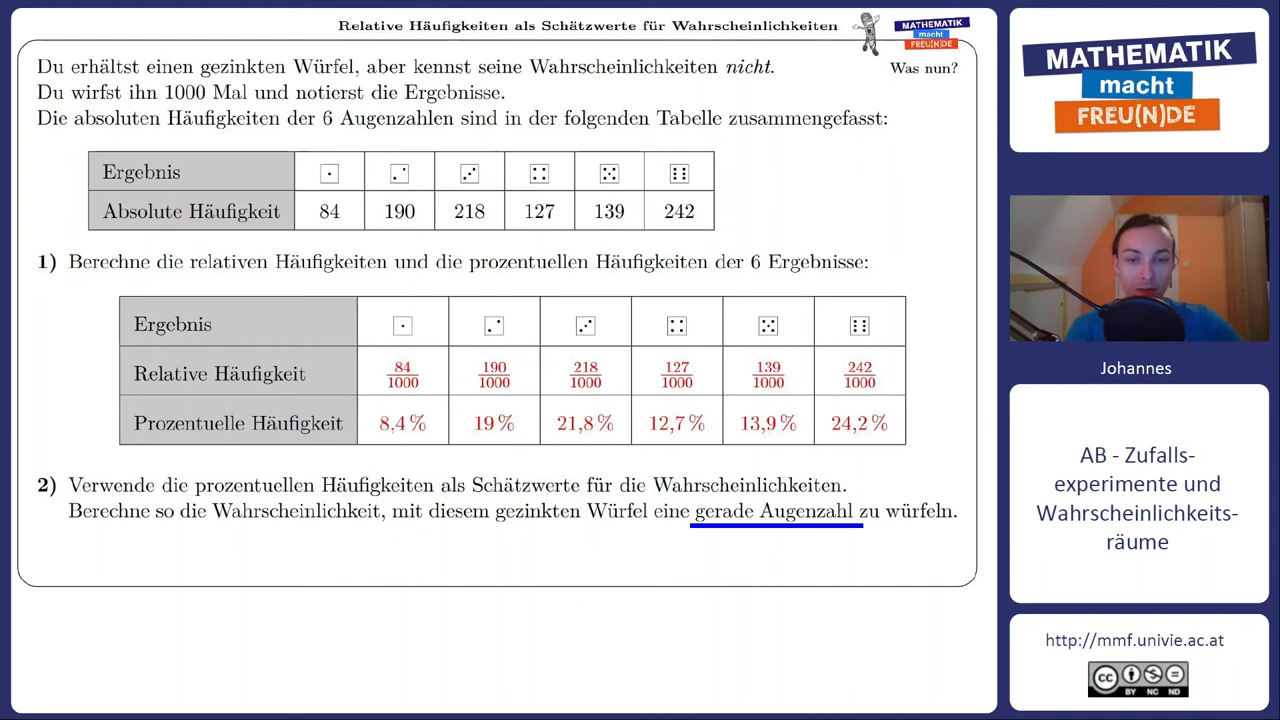 Relative Häufigkeiten als Schätzwerte für Wahrscheinlichkeiten
MATHEMATIK
macht
FREU(N)DE
Du erhältst einen gezinkten Würfel, aber kennst seine Wahrscheinlichkeiten nicht.
Was nun?
Du wirfst ihn 1000 Mal und notierst die Ergebnisse.
Die absoluten Häufigkeiten der 6 Augenzahlen sind in der folgenden Tabelle zusammengefasst:
Ergebnis
Absolute Häufigkeit 84 190 218 127 139 242
1) Berechne die relativen Häufigkeiten und die prozentuellen Häufigkeiten der 6 Ergebnisse:
Ergebnis
Relative Häufigkeit 84/1000 190/1000 218/1000 127/1000 139/1000 242/1000
Prozentuelle Häufigkeit 8,4 % 19 % 21,8 % 12,7 % 13,9 % 24,2 %
2) Verwende die prozentuellen Häufigkeiten als Schätzwerte für die Wahrscheinlichkeiten.
Berechne so die Wahrscheinlichkeit, mit diesem gezinkten Würfel eine gerade Augenzahl zu würfeln.
MATHEMATIK
macht
FREU(N)DE
Johannes
AB - Zufalls-
experimente und
Wahrscheinlichkeits-
räume
http://mmf.univie.ac.at
cc
BY NC ND